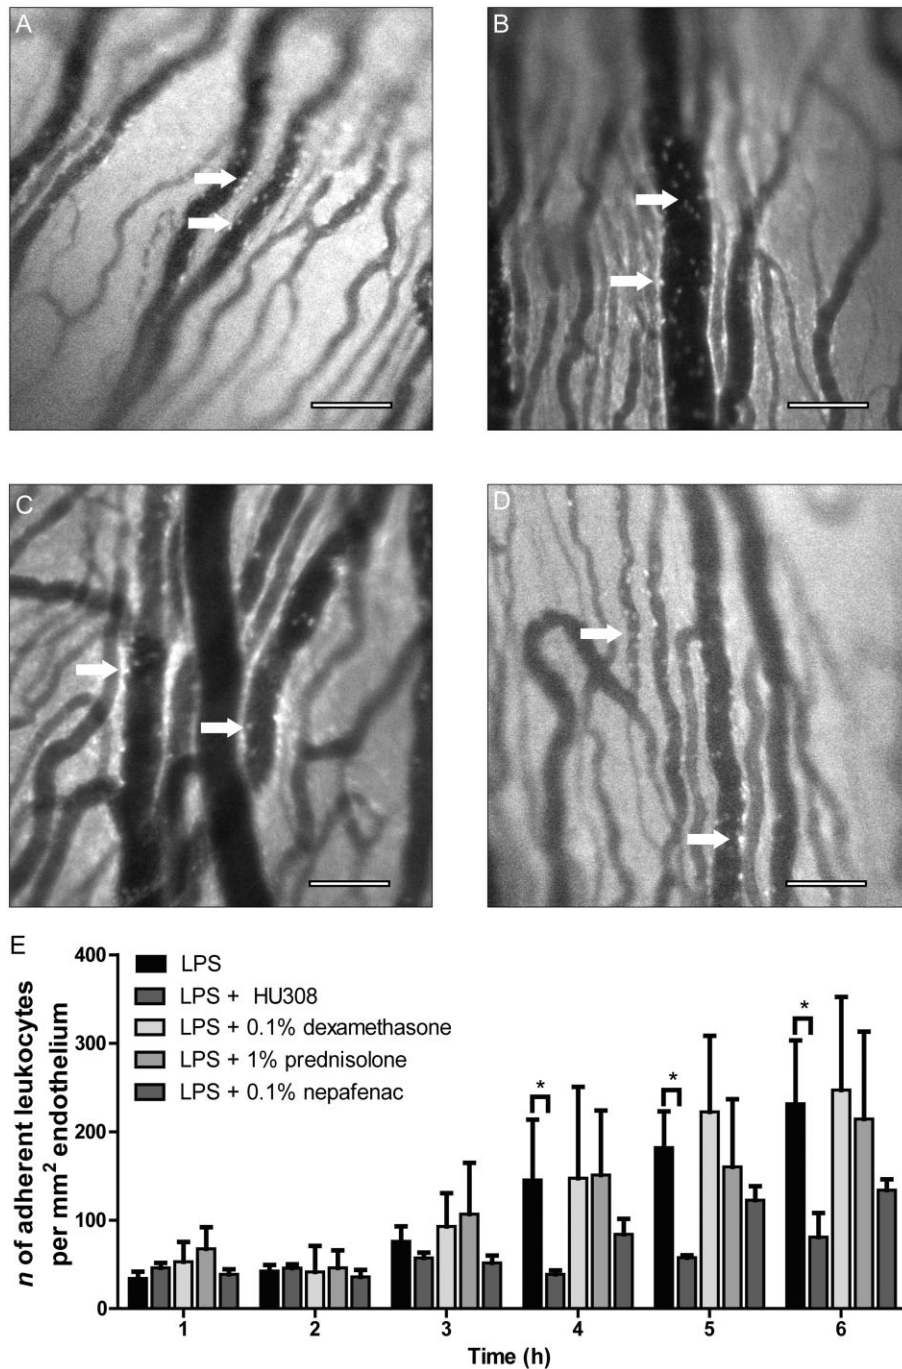 A
B
C
D
E
400
300
200
100
0
n of adherent leukocytes
per mm² endothelium
LPS
LPS + HU308
LPS + 0.1% dexamethasone
LPS + 1% prednisolone
LPS + 0.1% nepafenac
*
*
*
1 2 3 4 5 6
Time (h)